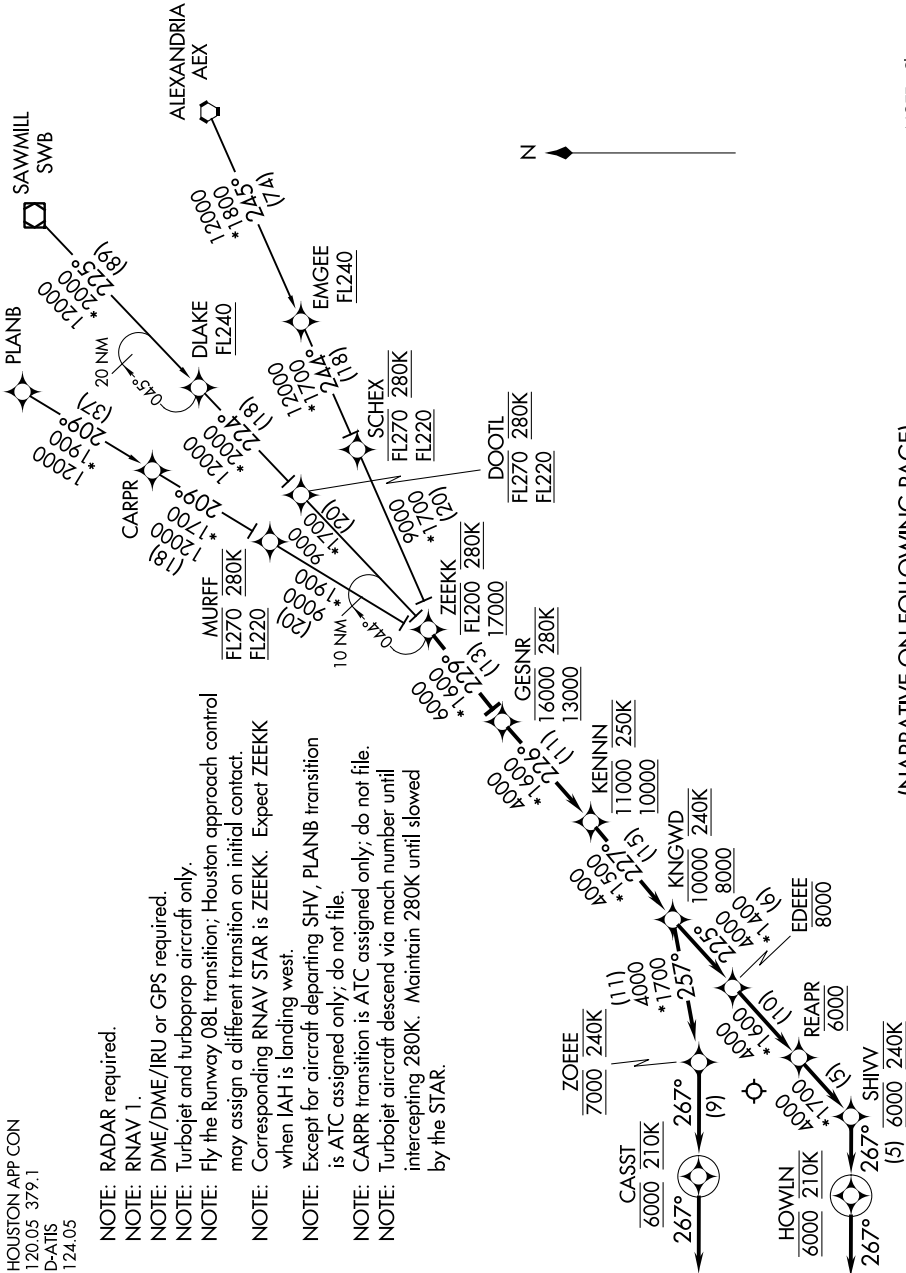 HOUSTON APP CON
120.05 379.1
D-ATIS
124.05
NOTE: RADAR required.
NOTE: RNAV 1.
NOTE: DME/DME/IRU or GPS required.
NOTE: Turbojet and turboprop aircraft only.
NOTE: Fly the Runway 08L transition; Houston approach control
may assign a different transition on initial contact.
NOTE: Corresponding RNAV STAR is ZEEKK. Expect ZEEKK
when IAH is landing west.
NOTE: Except for aircraft departing SHV, PLANB transition
is ATC assigned only; do not file.
NOTE: CARPR transition is ATC assigned only; do not file.
NOTE: Turbojet aircraft descend via mach number until
intercepting 280K. Maintain 280K until slowed
by the STAR.
PLANB
12000
*1900
209°
(37)
CARPR
(18)
12000
*1700
209°
MURFF
FL270 280K
FL220
(20)
9000
*1900
SAWMILL
SWB
12000
*2000
225°
(89)
20 NM
045°
DLAKE
FL240
12000
*2000
224°
(18)
DOOTL
FL270 280K
FL220
9000
*1700
(20)
ALEXANDRIA
AEX
12000
*1800
245°
(74)
EMGEE
FL240
12000
*1700
244°
(18)
SCHEX
FL270 280K
FL220
9000
*1700
(20)
10 NM
044°
ZEEKK
FL200 280K
17000
6000
*1600
229°
(13)
GESNR
16000 280K
13000
4000
*1600
226°
(11)
KENNN
11000 250K
10000
4000
*1500
227°
(15)
KNGWD
10000 240K
8000
(11)
4000
*1700
257°
ZOEEE
7000 240K
267°
(9)
CASST
6000 210K
267°
225°
4000
*1400
(6)
EDEEE
8000
4000
*1600
(10)
REAPR
6000
4000
*1700
(5)
SHIVV
6000 240K
267°
(5)
HOWLN
6000 210K
267°
N
(NARRATIVE ON FOLLOWING PAGE)